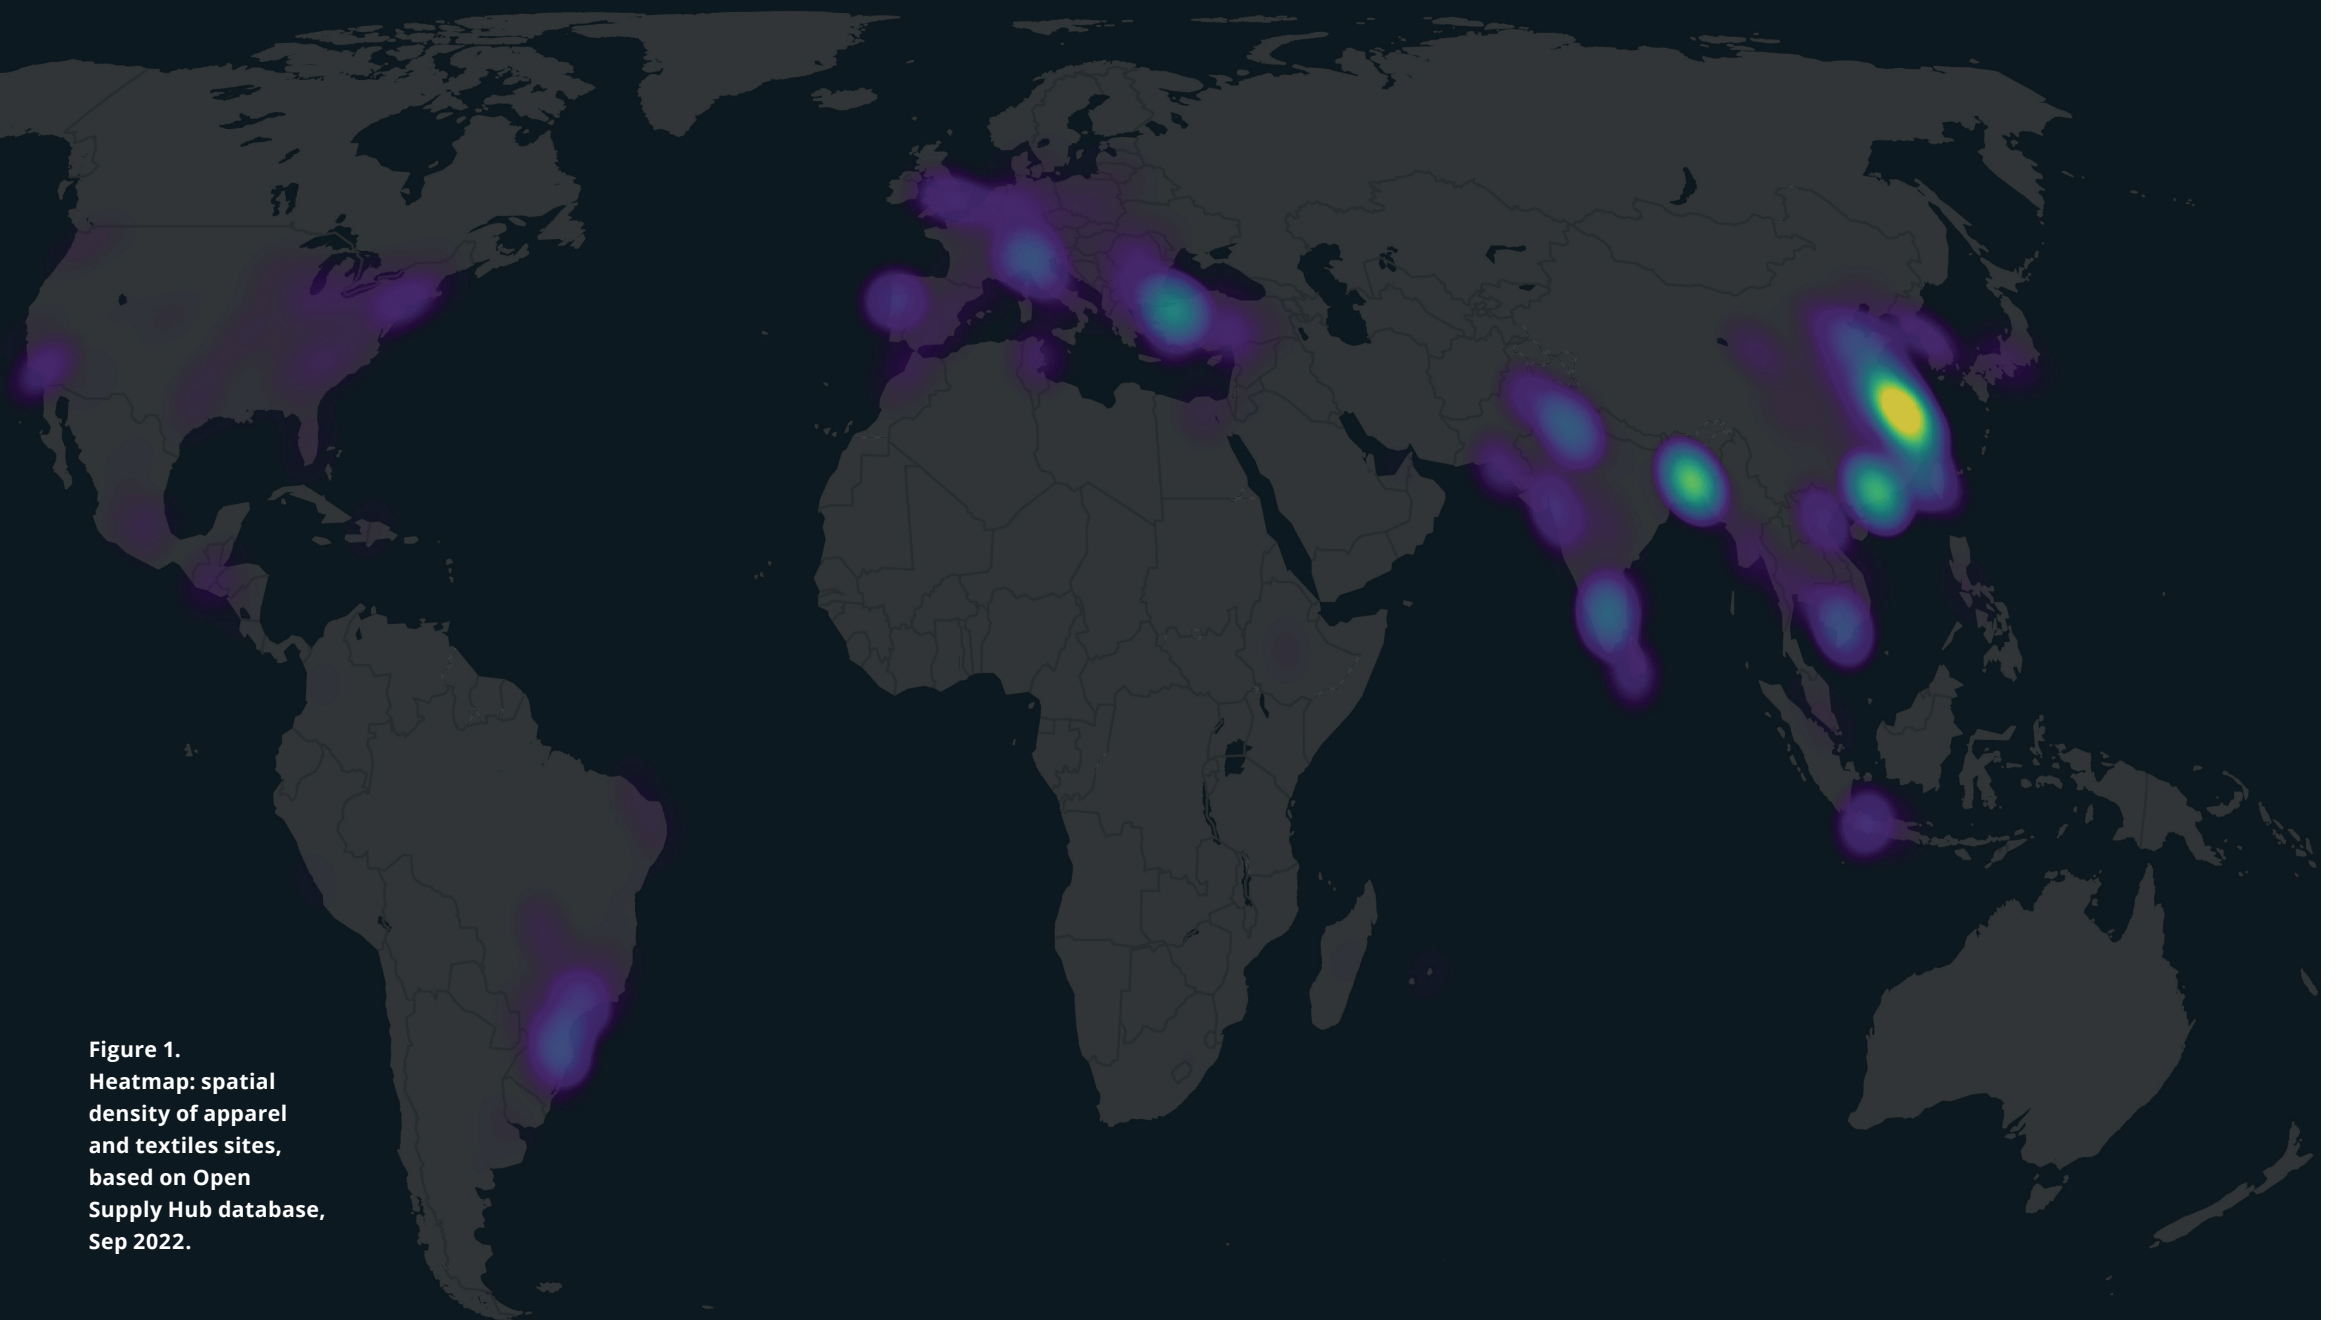 Figure 1.
Heatmap: spatial
density of apparel
and textiles sites,
based on Open
Supply Hub database,
Sep 2022.